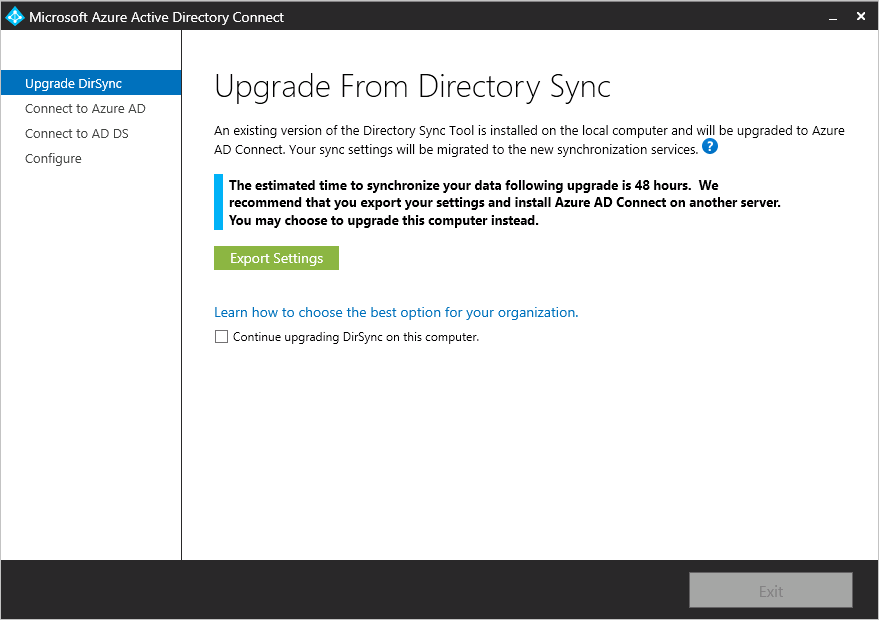 Microsoft Azure Active Directory Connect
Upgrade DirSync
Connect to Azure AD
Connect to AD DS
Configure
Upgrade From Directory Sync
An existing version of the Directory Sync Tool is installed on the local computer and will be upgraded to Azure
AD Connect. Your sync settings will be migrated to the new synchronization services. ?
The estimated time to synchronize your data following upgrade is 48 hours.  We
recommend that you export your settings and install Azure AD Connect on another server.
You may choose to upgrade this computer instead.
Export Settings
Learn how to choose the best option for your organization.
Continue upgrading DirSync on this computer.
Exit